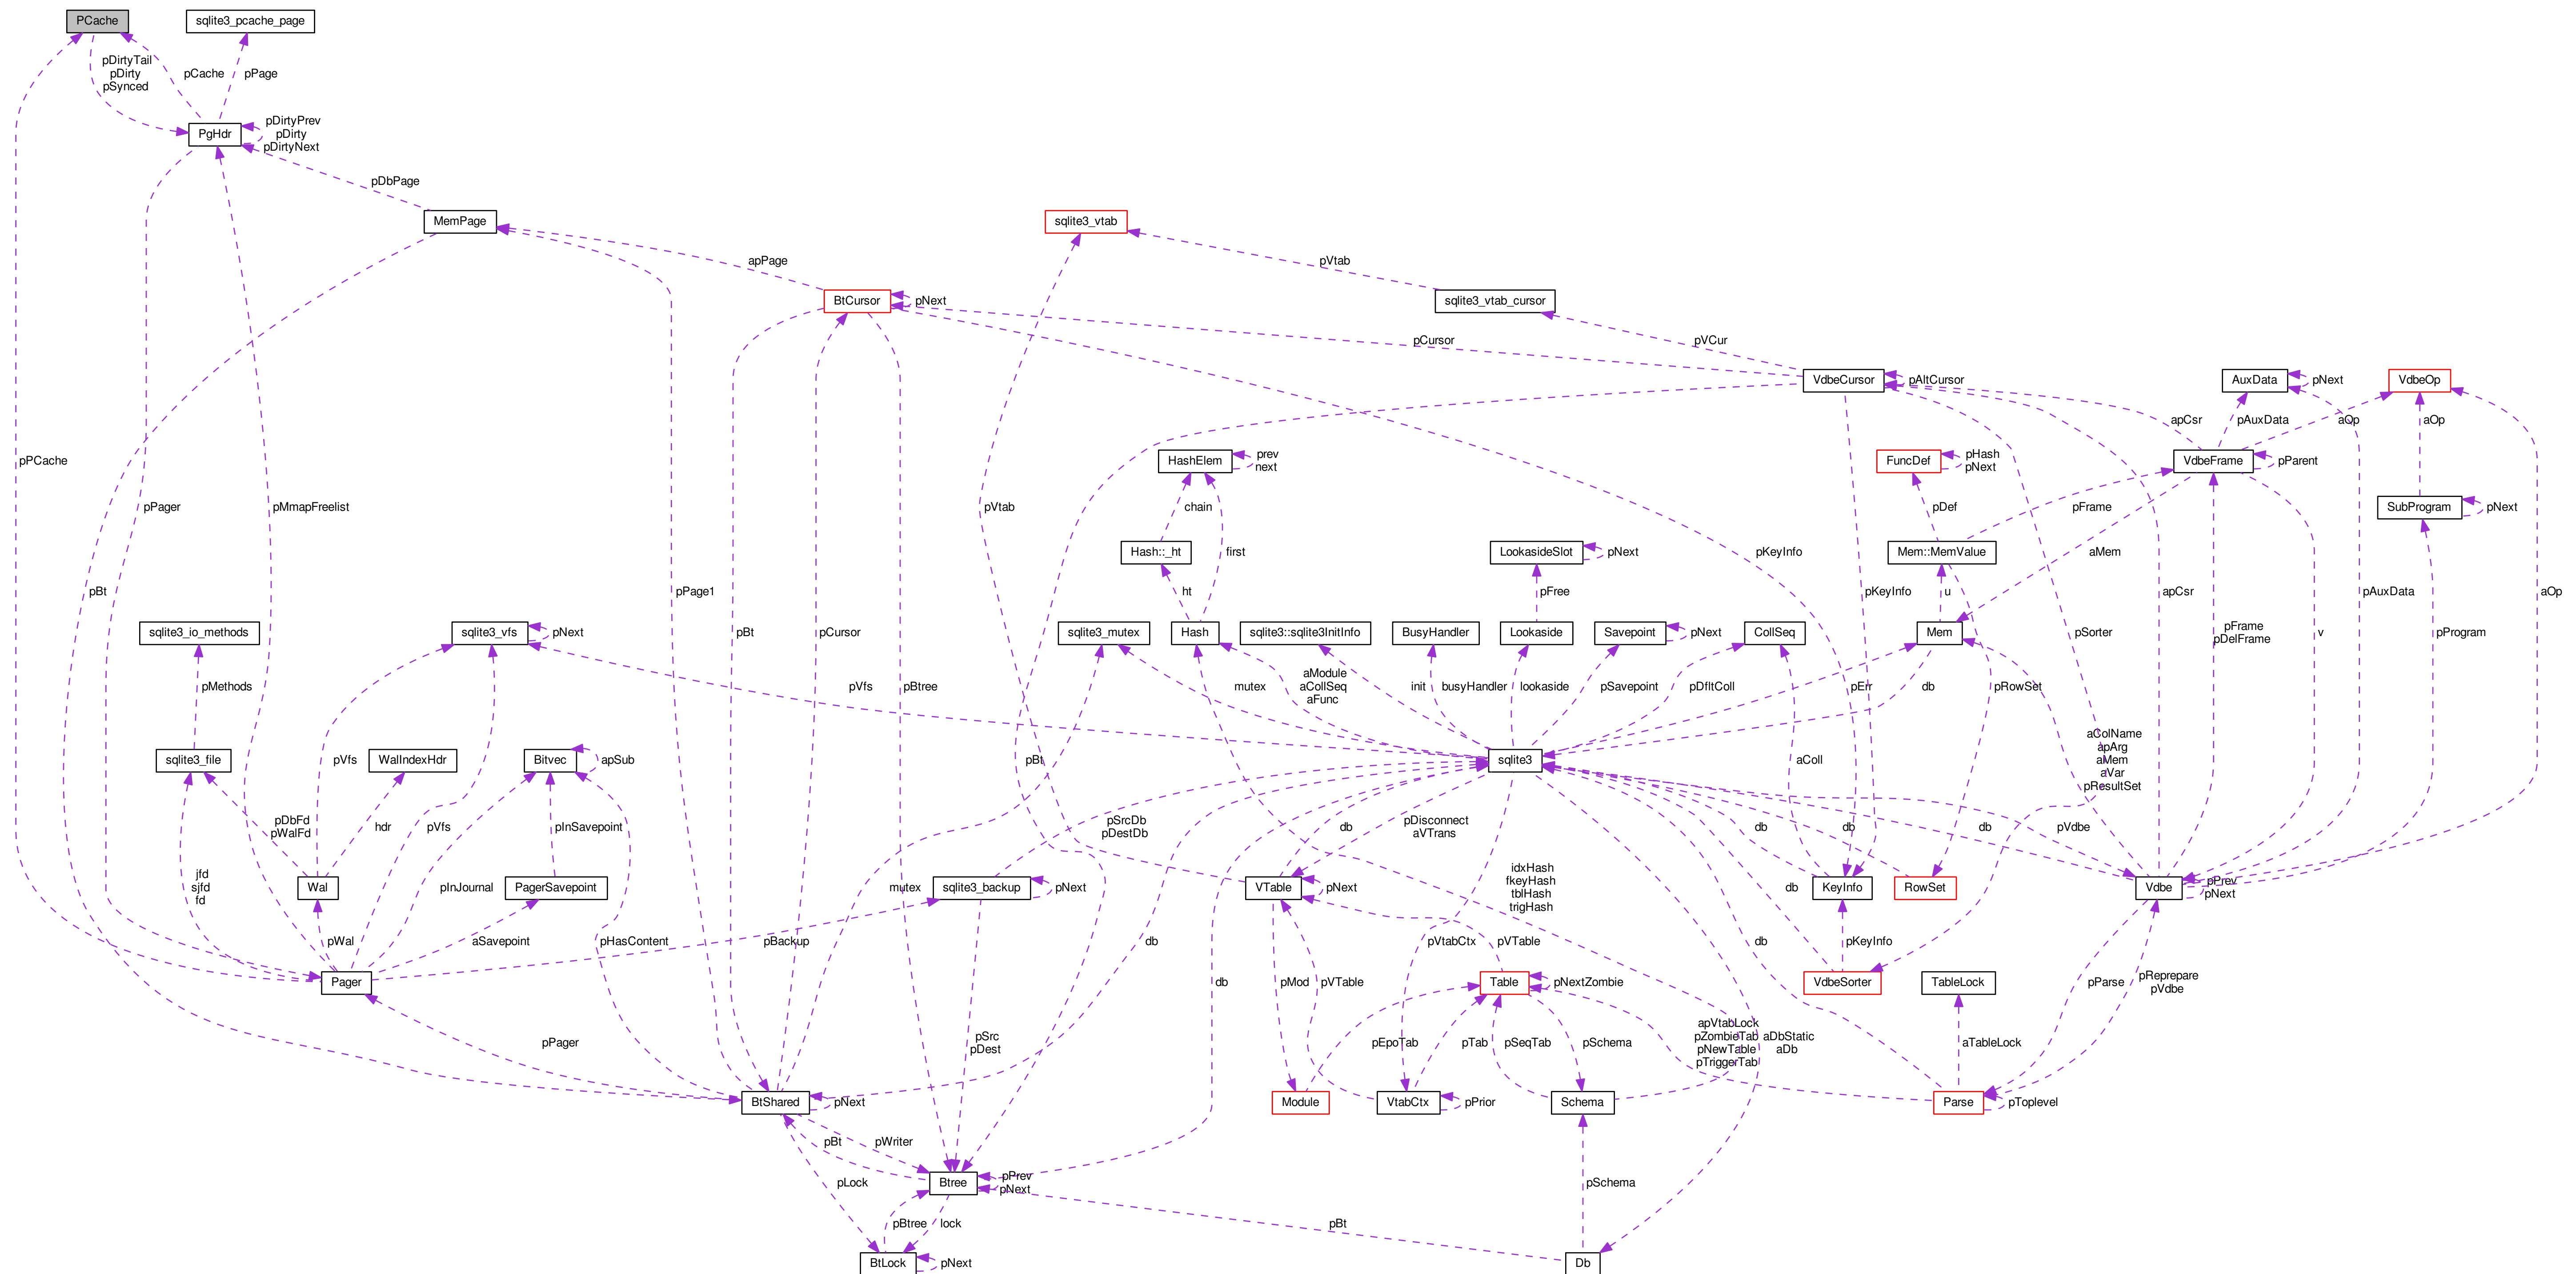 PCache
sqlite3_pcache_page
pDirtyTail
pDirty
pSynced
pCache
pPage
PgHdr
pDirtyPrev
pDirty
pDirtyNext
pDbPage
MemPage
sqlite3_vtab
apPage
pVtab
BtCursor
pNext
sqlite3_vtab_cursor
pCursor
pVCur
VdbeCursor
pAltCursor
AuxData
pNext
VdbeOp
apCsr
pAuxData
aOp
aOp
pPCache
HashElem
prev
next
FuncDef
pHash
pNext
VdbeFrame
pParent
pPager
pMmapFreelist
pVtab
chain
pDef
pFrame
SubProgram
pNext
Hash::_ht
first
LookasideSlot
pNext
pKeyInfo
Mem::MemValue
aMem
pBt
pPage1
ht
pFree
pKeyInfo
u
apCsr
pAuxData
aOp
sqlite3_io_methods
sqlite3_vfs
pNext
pBt
pCursor
sqlite3_mutex
Hash
sqlite3::sqlite3InitInfo
BusyHandler
Lookaside
Savepoint
pNext
CollSeq
Mem
pSorter
pFrame
pDelFrame
v
pProgram
pMethods
pVfs
pBtree
mutex
aModule
aCollSeq
aFunc
init
busyHandler
lookaside
pSavepoint
pDfltColl
pErr
db
pRowSet
sqlite3_file
pVfs
WalIndexHdr
Bitvec
apSub
pBt
sqlite3
aColl
aColName
apArg
aMem
aVar
pResultSet
pDbFd
pWalFd
hdr
pVfs
pInSavepoint
pSrcDb
pDestDb
db
pDisconnect
aVTrans
db
db
db
pVdbe
jfd
sjfd
fd
Wal
pInJournal
PagerSavepoint
mutex
sqlite3_backup
pNext
VTable
pNext
idxHash
fkeyHash
tblHash
trigHash
db
KeyInfo
RowSet
Vdbe
pPrev
pNext
pWal
aSavepoint
pHasContent
pBackup
db
pVtabCtx
pVTable
db
pKeyInfo
Pager
db
pMod
pVTable
Table
pNextZombie
VdbeSorter
TableLock
pParse
pReprepare
pVdbe
pPager
pSrc
pDest
pEpoTab
pTab
pSeqTab
pSchema
apVtabLock
pZombieTab
pNewTable
pTriggerTab
aDbStatic
aDb
aTableLock
BtShared
pNext
Module
VtabCtx
pPrior
Schema
Parse
pToplevel
pBt
pWriter
pLock
Btree
pPrev
pNext
pSchema
pBtree
lock
pBt
BtLock
pNext
Db